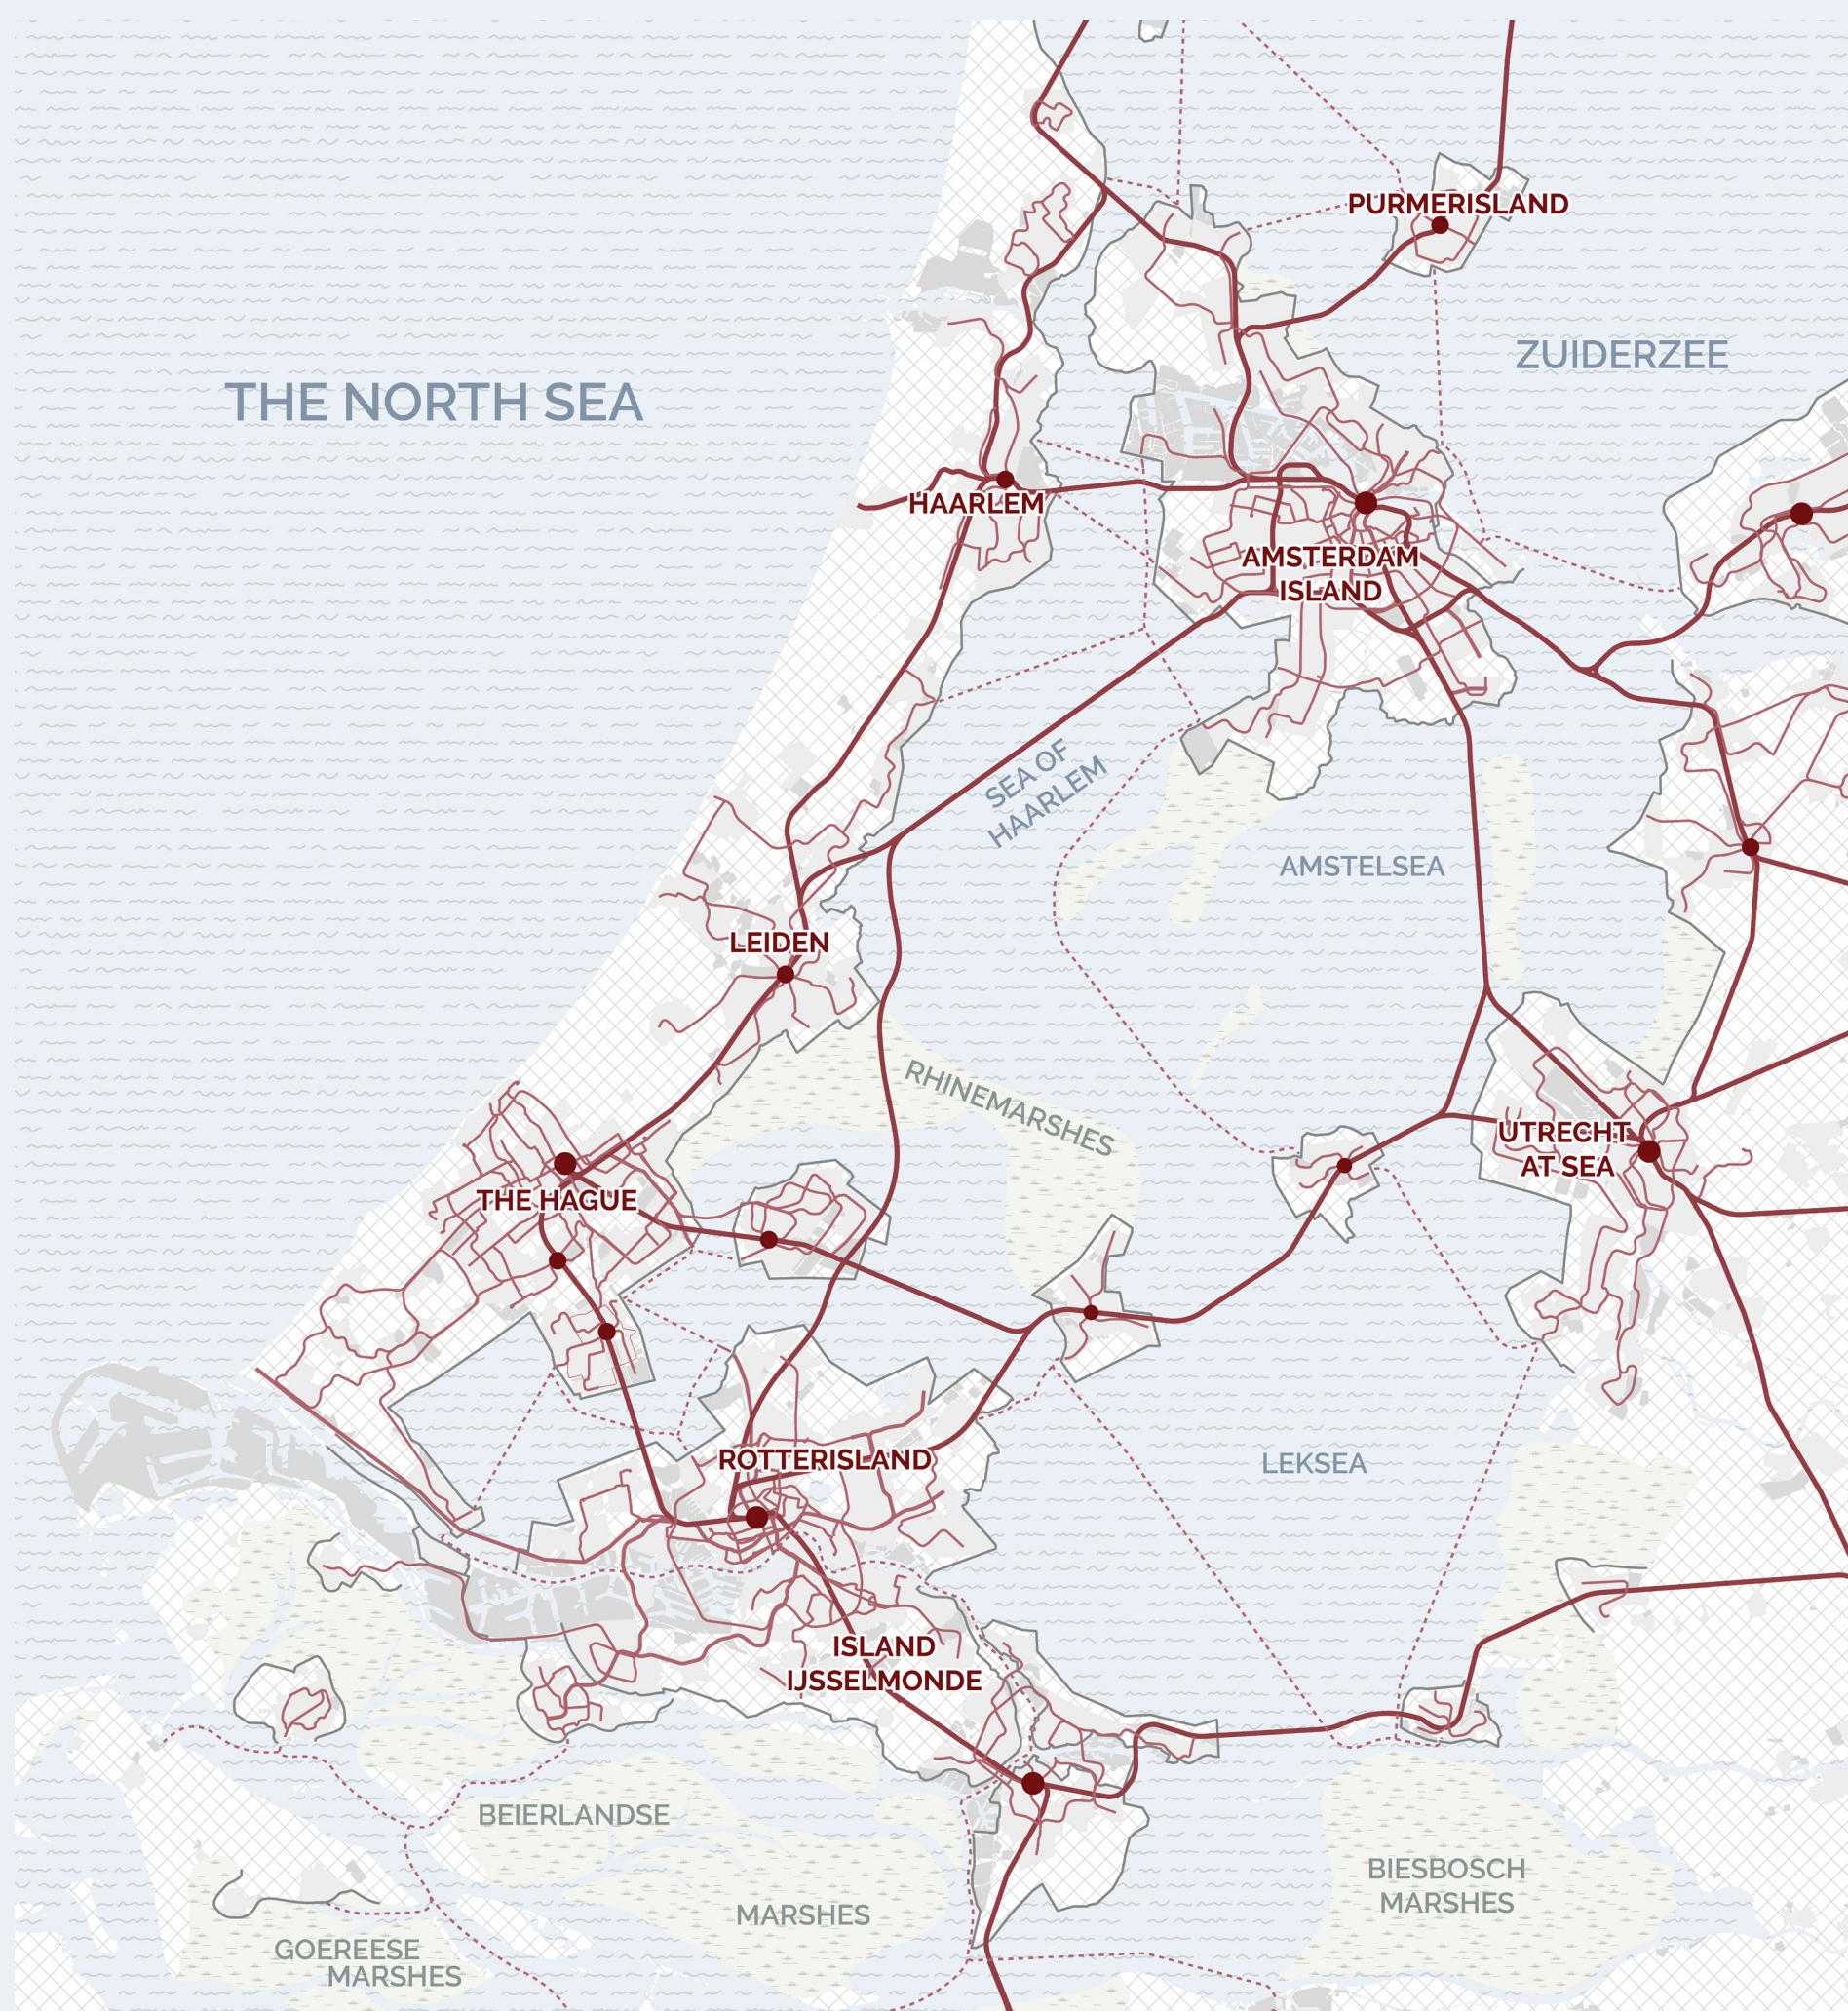 PURMERISLAND
ZUIDERZEE
THE NORTH SEA
HAARLEM
AMSTERDAM
ISLAND
SEA OF
HAARLEM
AMSTELSEA
LEIDEN
RHINEMARSHES
UTRECHT
AT SEA
THE HAGUE
ROTTERISLAND
LEKSEA
ISLAND
IJSSELMONDE
BEIERLANDSE
MARSHES
BIESBOSCH
MARSHES
GOEREESE
MARSHES